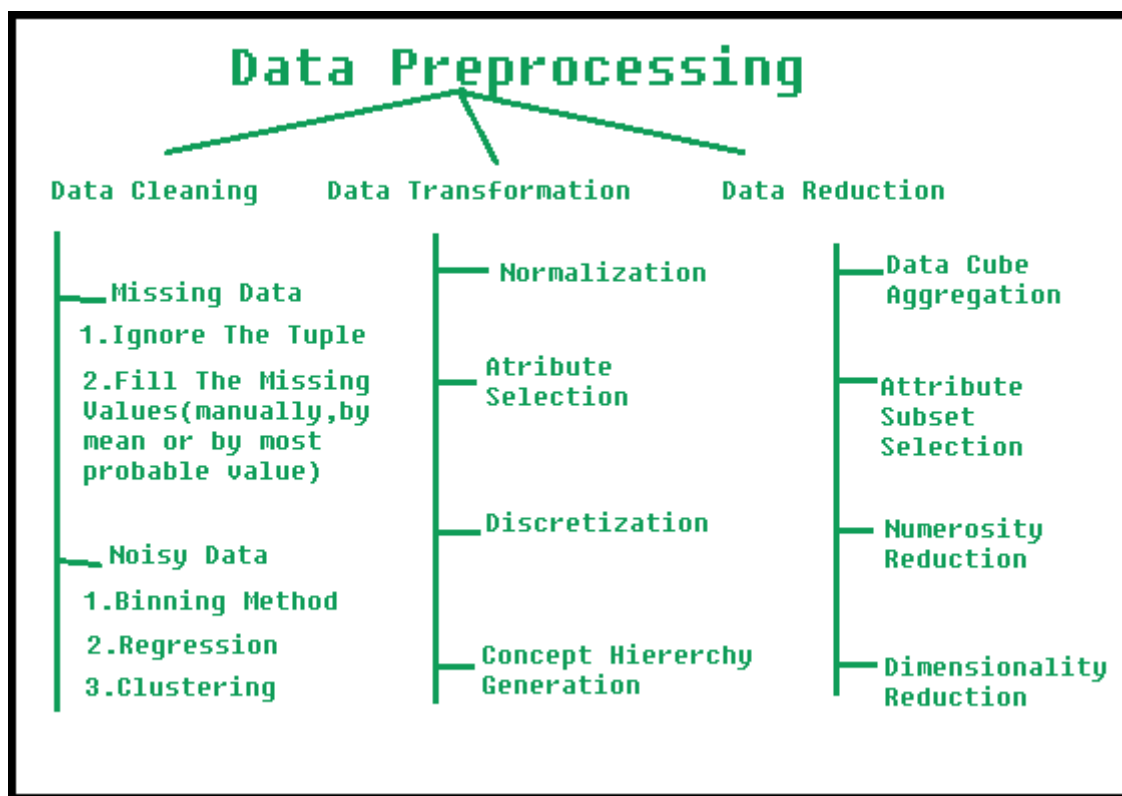 Data Preprocessing
Data Cleaning
Missing Data
1.Ignore The Tuple
2.Fill The Missing
Values(manually,by
mean or by most
probable value)
Noisy Data
1.Binning Method
2.Regression
3.Clustering
Data Transformation
Normalization
Atribute
Selection
Discretization
Concept Hiererchy
Generation
Data Reduction
Data Cube
Aggregation
Attribute
Subset
Selection
Numerosity
Reduction
Dimensionality
Reduction